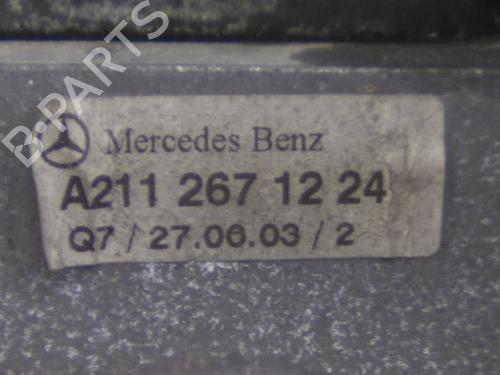 B-PARTS
Mercedes Benz
A211 267 12 24
Q7 / 27.06.03 / 2